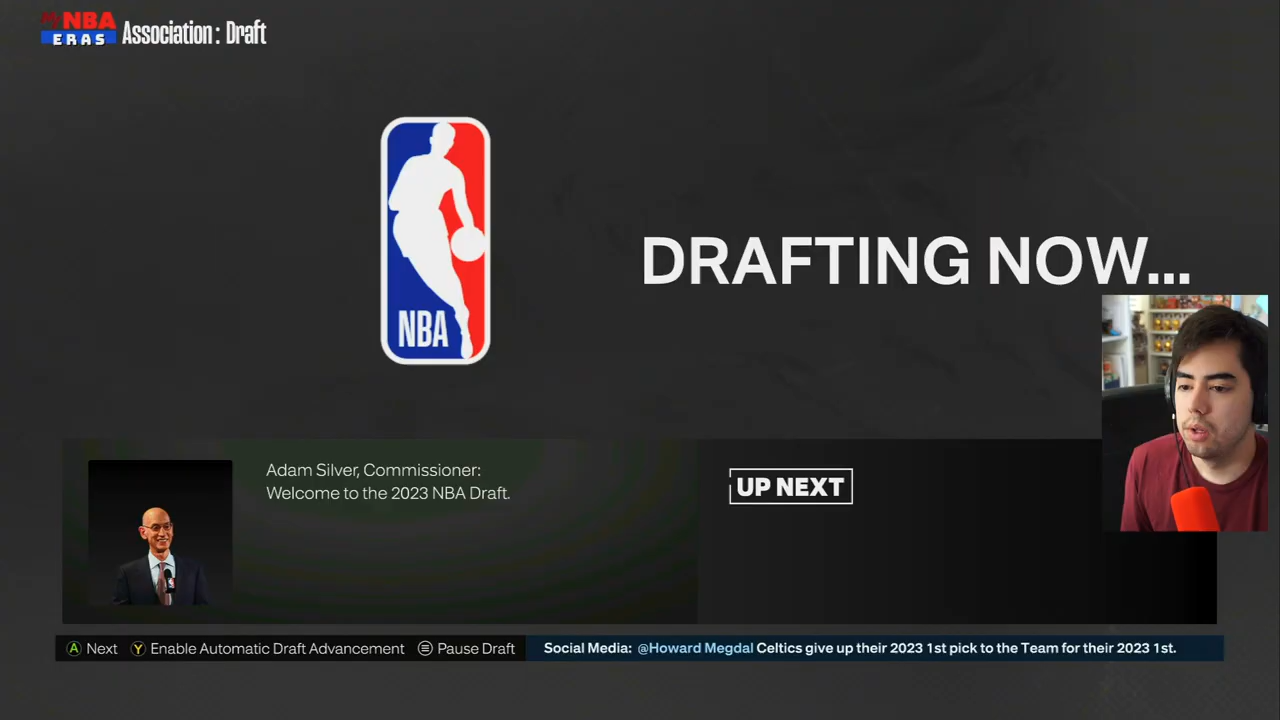 MyNBA
ERAS
Association : Draft
NBA
DRAFTING NOW...
Adam Silver, Commissioner:
Welcome to the 2023 NBA Draft.
UP NEXT
A Next Y Enable Automatic Draft Advancement Pause Draft
Social Media: @Howard Megdal Celtics give up their 2023 1st pick to the Team for their 2023 1st.